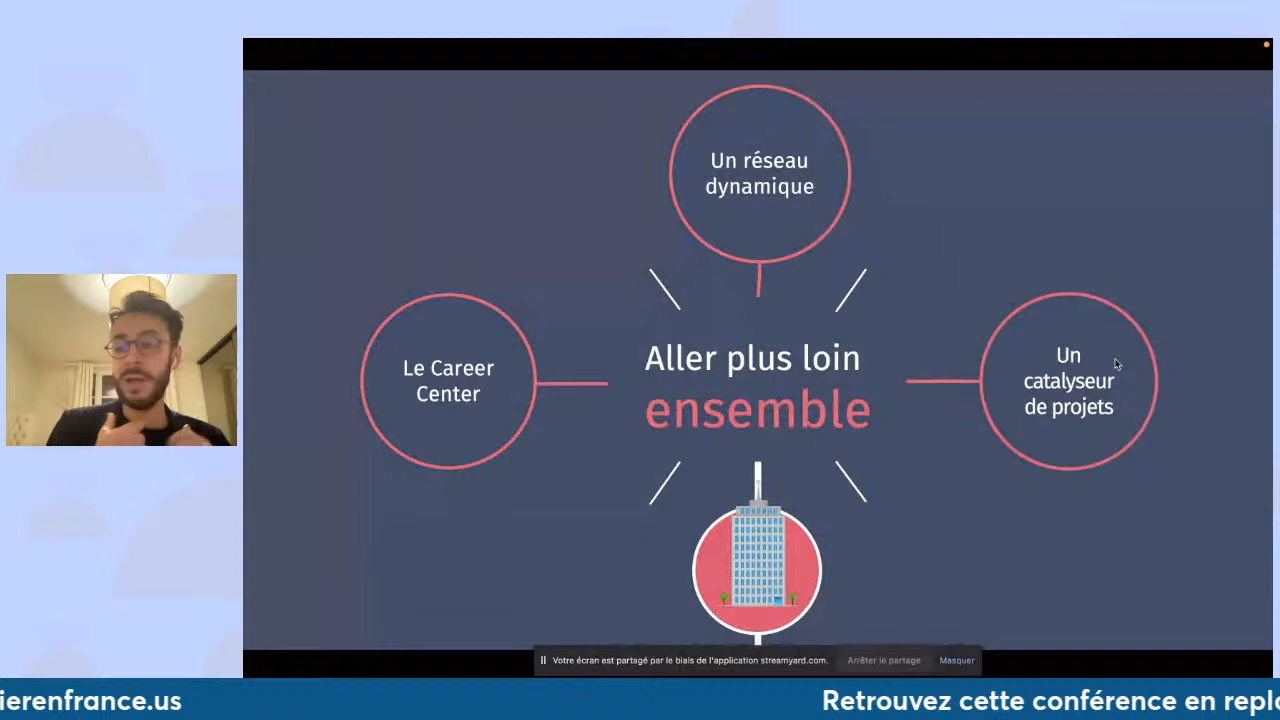 Un réseau
dynamique
Le Career
Center
Aller plus loin
ensemble
Un
catalyseur
de projets
Votre écran est partagé par le biais de l'application streamyard.com.
Arrêter le partage
Masquer
ierenfrance.us
Retrouvez cette conférence en repl